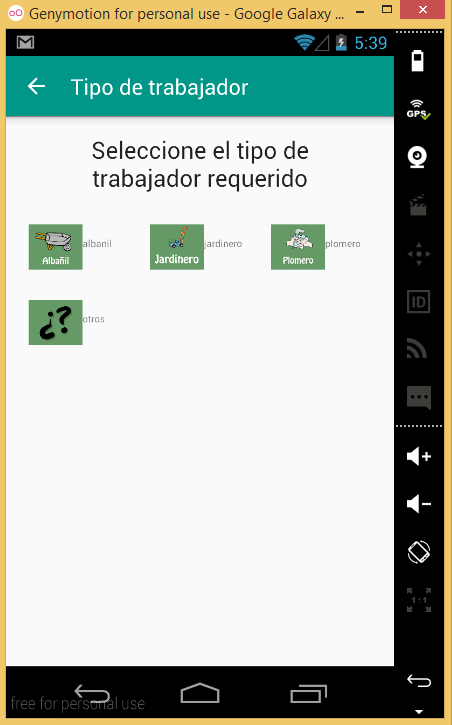 Genymotion for personal use - Google Galaxy ...
5:39
Tipo de trabajador
GPS
Seleccione el tipo de
trabajador requerido
Albañil
albanil
Jardinero
jardinero
Plomero
plomero
¿?
otros
ID
1:1
free for personal use